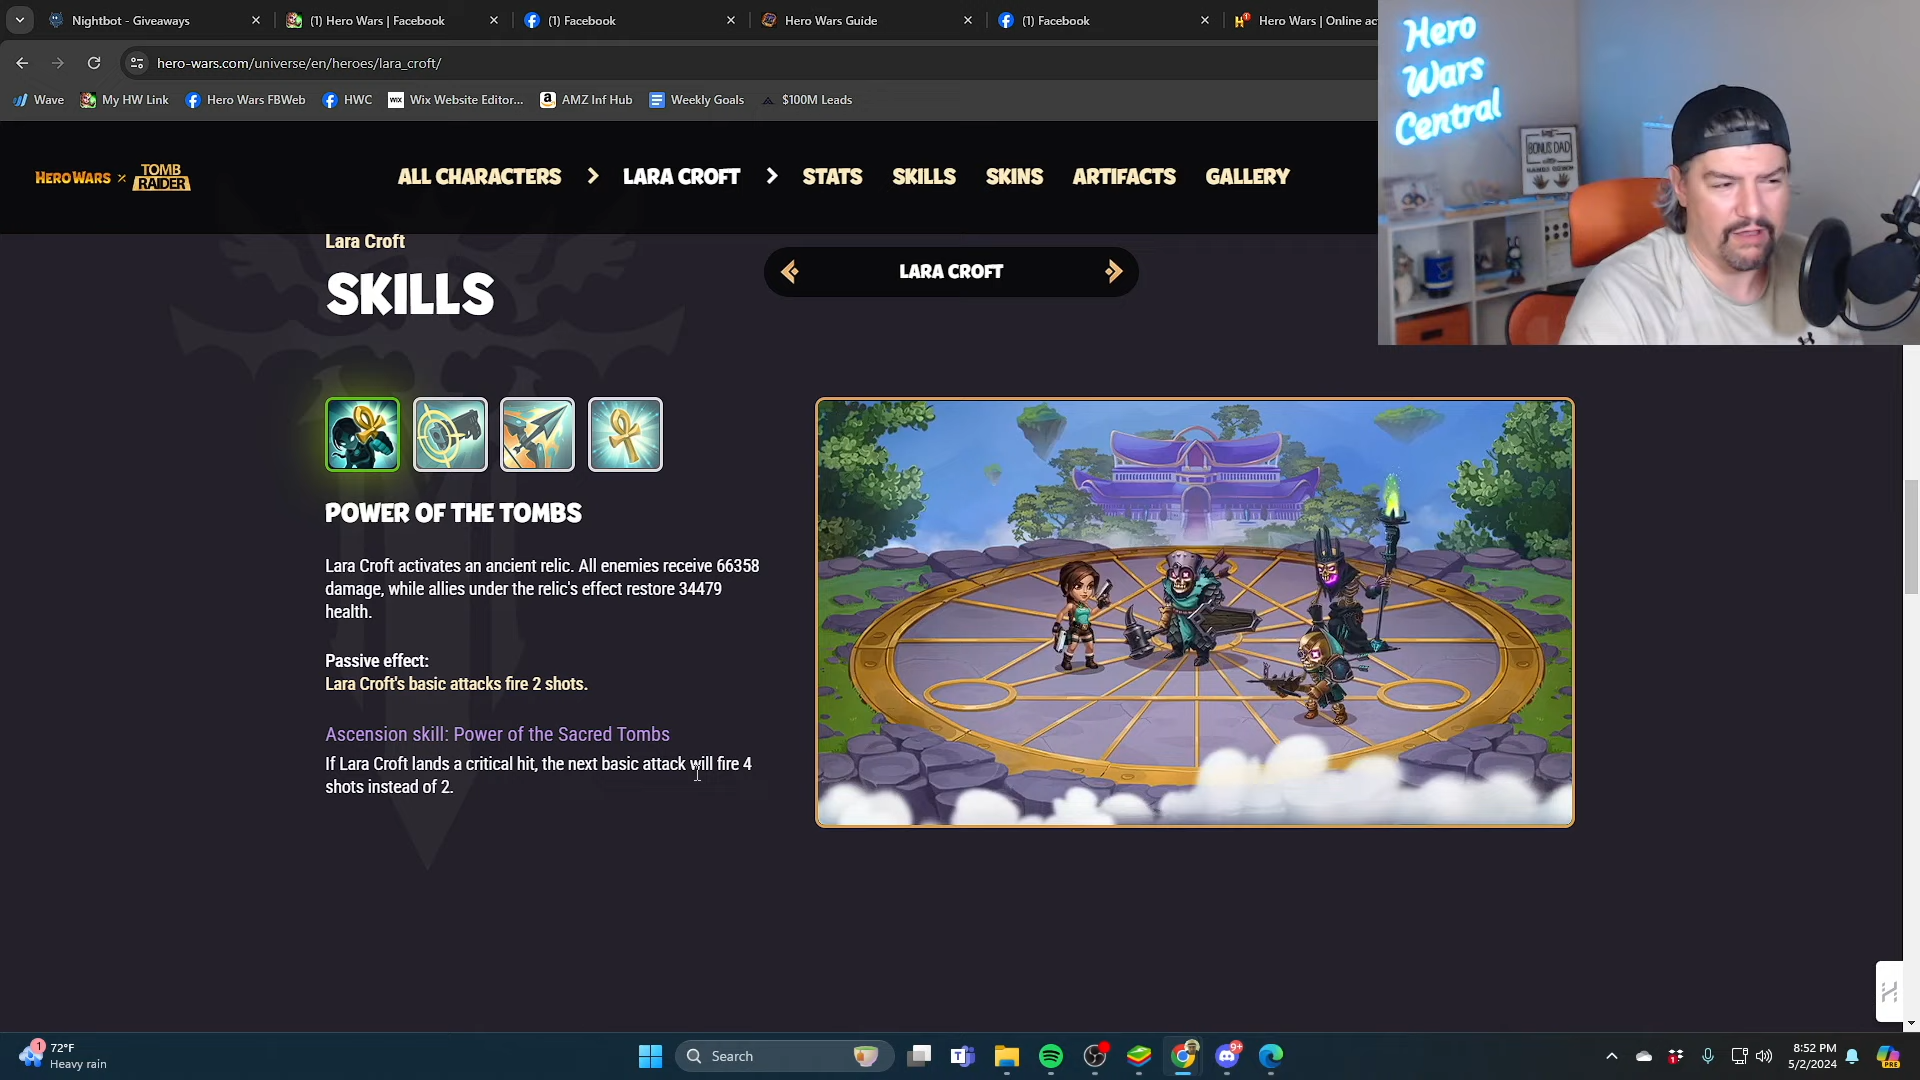 Nightbot - Giveaways
(1) Hero Wars | Facebook
(1) Facebook
Hero Wars Guide
(1) Facebook
Hero Wars | Online ac
hero-wars.com/universe/en/heroes/lara_croft/
Wave
My HW Link
Hero Wars FBWeb
HWC
WIX Wix Website Editor...
AMZ Inf Hub
Weekly Goals
$100M Leads
Hero
Wars
Central
BONUS DAD
HERO WARS × TOMB RAIDER
ALL CHARACTERS > LARA CROFT > STATS SKILLS SKINS ARTIFACTS GALLERY
Lara Croft
SKILLS
LARA CROFT
POWER OF THE TOMBS
Lara Croft activates an ancient relic. All enemies receive 66358
damage, while allies under the relic's effect restore 34479
health.
Passive effect:
Lara Croft's basic attacks fire 2 shots.
Ascension skill: Power of the Sacred Tombs
If Lara Croft lands a critical hit, the next basic attack will fire 4
shots instead of 2.
1
72°F
Heavy rain
Search
9+
8:52 PM
5/2/2024
PRE